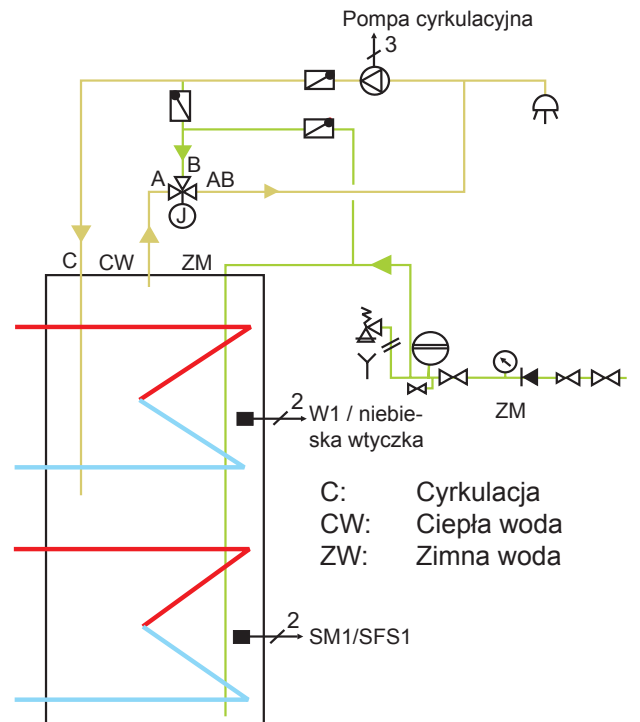 Pompa cyrkulacyjna
3
B
A
AB
J
C
CW
ZM
ZM
2
W1 / niebie-
ska wtyczka
C: Cyrkulacja
CW: Ciepła woda
ZW: Zimna woda
2
SM1/SFS1